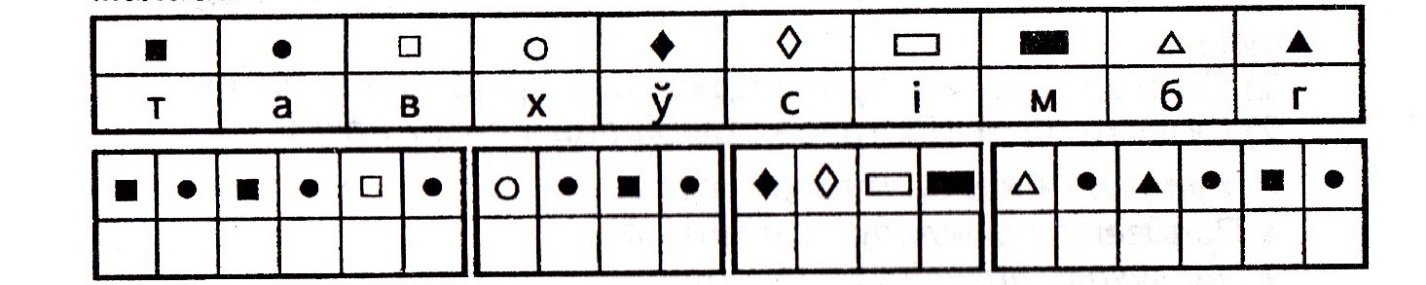 т а в х ў с і м б г